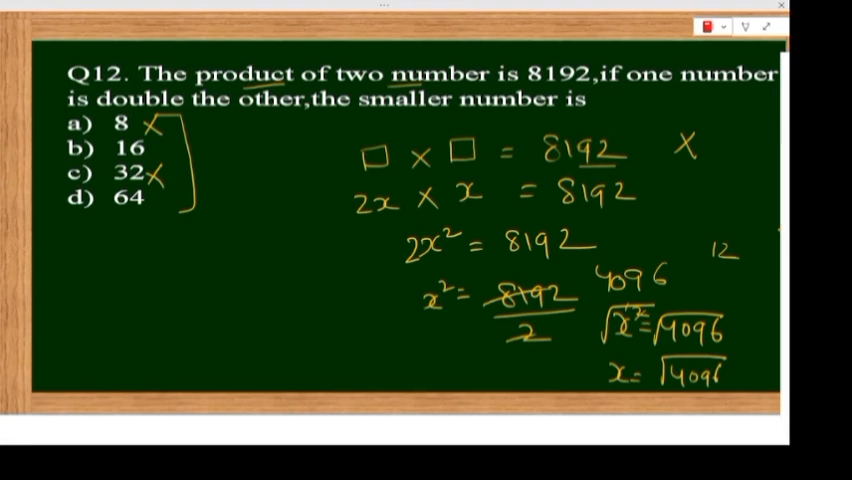 Q12. The product of two number is 8192,if one number
is double the other,the smaller number is
a) 8 X
b) 16
c) 32 X
d) 64
□ × □ = 8192 X
2x × x = 8192
2x² = 8192
12
x² = 8192/2 4096
√x² = √4096
x = √4096